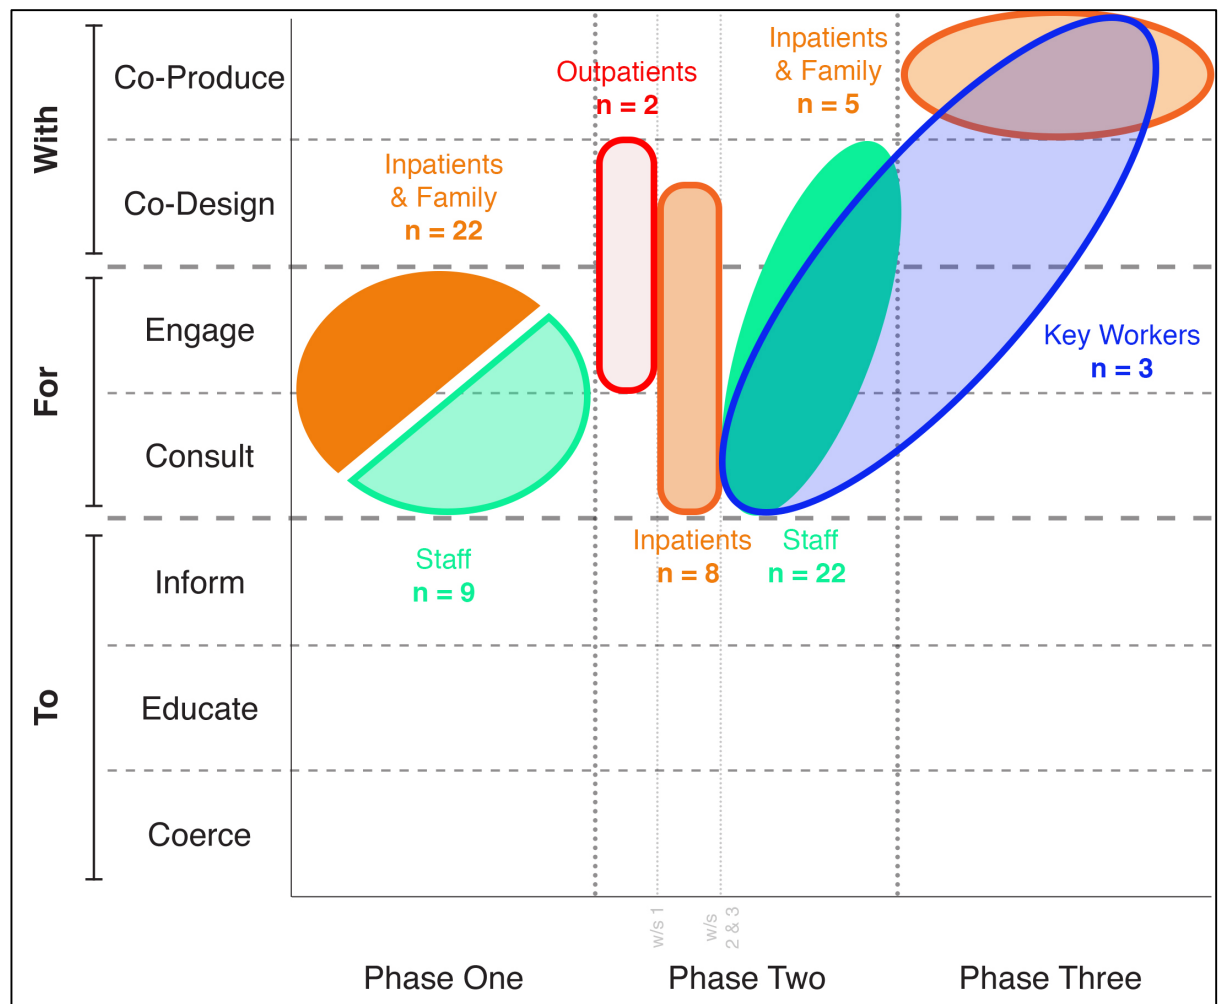 With
Co-Produce
Co-Design
For
Engage
Consult
To
Inform
Educate
Coerce
Inpatients
& Family
n = 22
Staff
n = 9
Outpatients
n = 2
Inpatients
n = 8
Inpatients
& Family
n = 5
Staff
n = 22
Key Workers
n = 3
w/s 1
w/s
2 & 3
Phase One
Phase Two
Phase Three